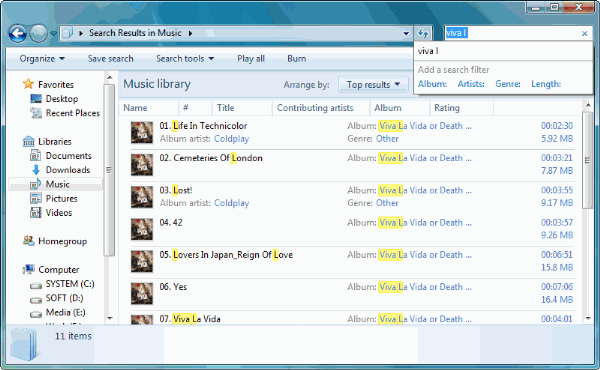 Search Results in Music
viva l
Organize Save search Search tools Play all Burn
viva l
Add a search filter
Album: Artists: Genre: Length:
Favorites
Desktop
Recent Places
Libraries
Documents
Downloads
Music
Pictures
Videos
Homegroup
Computer
SYSTEM (C:)
SOFT (D:)
Media (E:)
Music library
Arrange by: Top results
Name # Title Contributing artists Album Rating
01. Life In Technicolor Album: Viva La Vida or Death ... 00:02:30
Album artist: Coldplay Genre: Other 5.92 MB
02. Cemeteries Of London Album: Viva La Vida or Death ... 00:03:21
7.87 MB
03. Lost! Album: Viva La Vida or Death ... 00:03:55
Album artist: Coldplay Genre: Other 9.17 MB
04. 42 Album: Viva La Vida or Death ... 00:03:57
9.26 MB
05. Lovers In Japan_Reign Of Love Album: Viva La Vida or Death ... 00:06:51
15.8 MB
06. Yes Album: Viva La Vida or Death ... 00:07:06
16.4 MB
07. Viva La Vida Album: Viva La Vida or Death ... 00:04:01
11 items